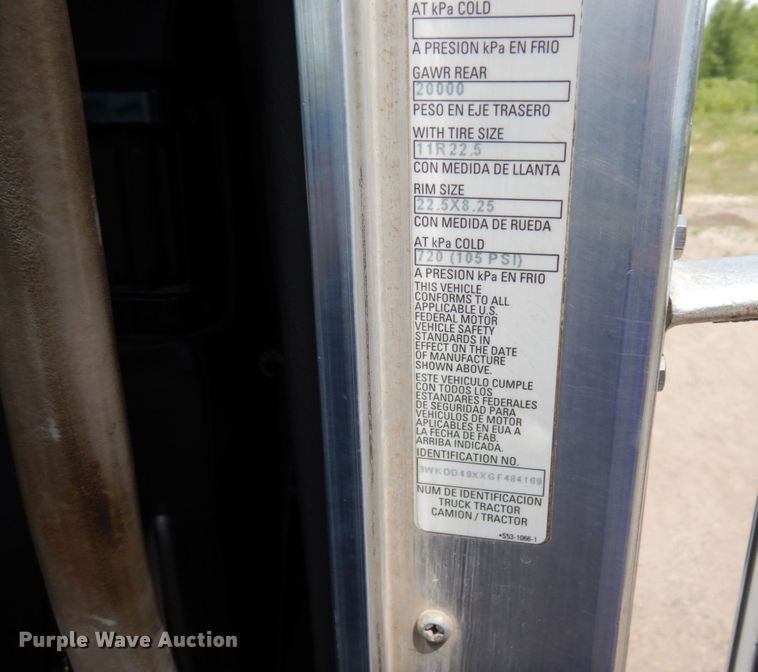 AT kPa COLD
A PRESION kPa EN FRIO
GAWR REAR
20000
PESO EN EJE TRASERO
WITH TIRE SIZE
11R22.5
CON MEDIDA DE LLANTA
RIM SIZE
22.5X8.25
CON MEDIDA DE RUEDA
AT kPa COLD
720 (105 PSI)
A PRESION kPa EN FRIO
THIS VEHICLE
CONFORMS TO ALL
APPLICABLE U.S.
FEDERAL MOTOR
VEHICLE SAFETY
STANDARDS IN
EFFECT ON THE DATE
OF MANUFACTURE
SHOWN ABOVE.
ESTE VEHICULO CUMPLE
CON TODOS LOS
ESTANDARES FEDERALES
DE SEGURIDAD PARA
VEHICULOS DE MOTOR
APLICABLES EN EUA A
LA FECHA DE FAB.
ARRIBA INDICADA.
IDENTIFICATION NO.
3WKDD49XXGF484169
NUM DE IDENTIFICACION
TRUCK TRACTOR
CAMION / TRACTOR
•S53-1066-1
Purple Wave Auction